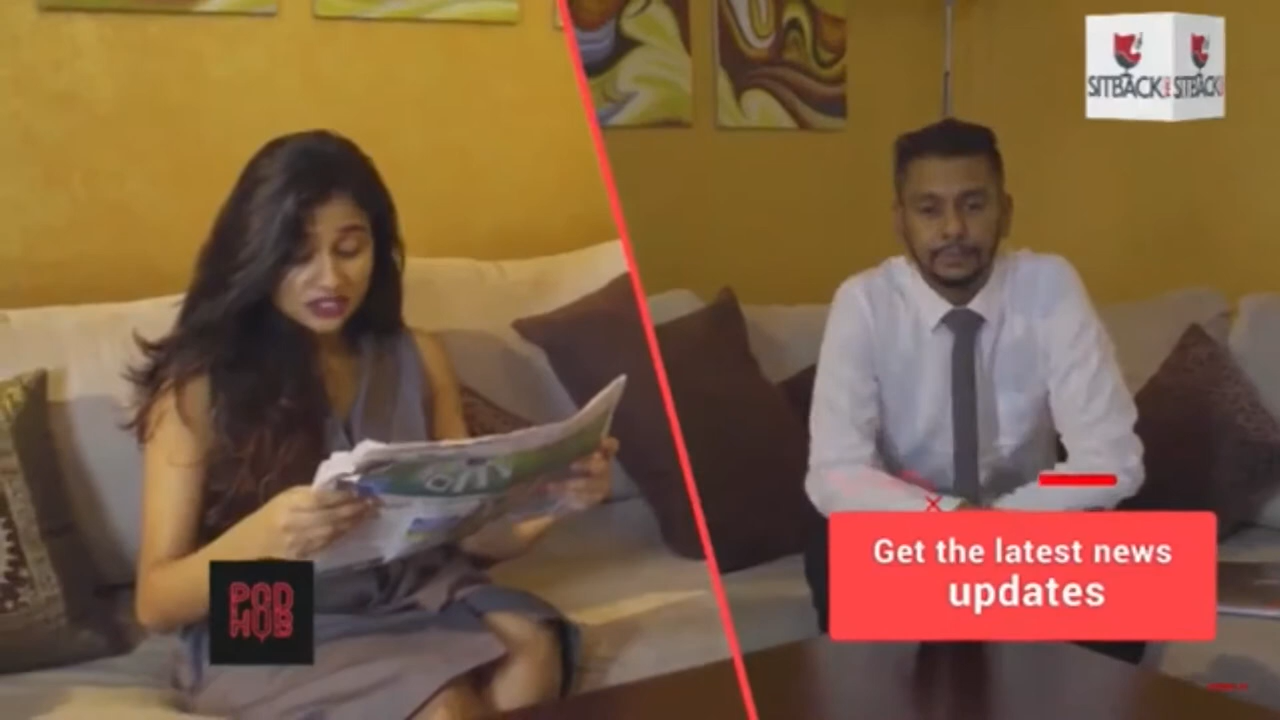 SITBACK
SITBACK
Get the latest news
updates
POD
HUB